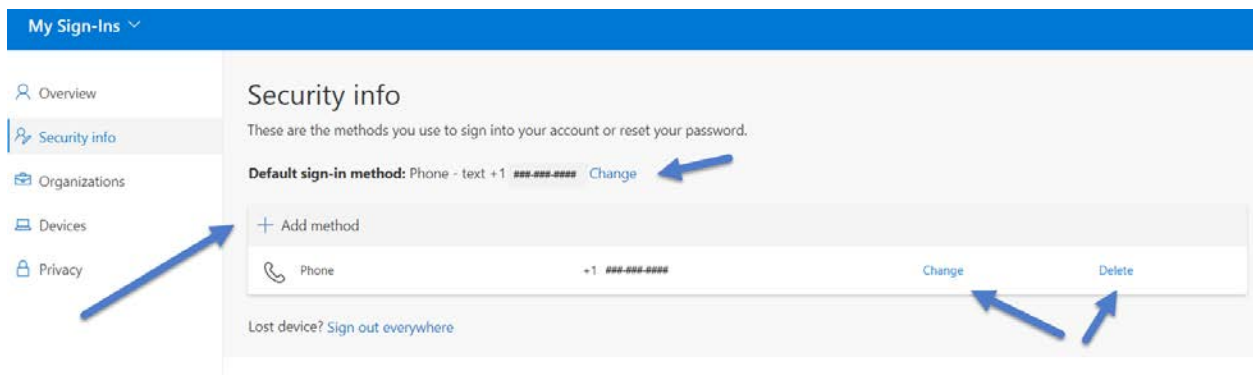 My Sign-Ins
Overview
Security info
Organizations
Devices
Privacy
Security info
These are the methods you use to sign into your account or reset your password.
Default sign-in method: Phone - text +1 ###-###-#### Change
+ Add method
Phone +1 ###-###-#### Change Delete
Lost device? Sign out everywhere